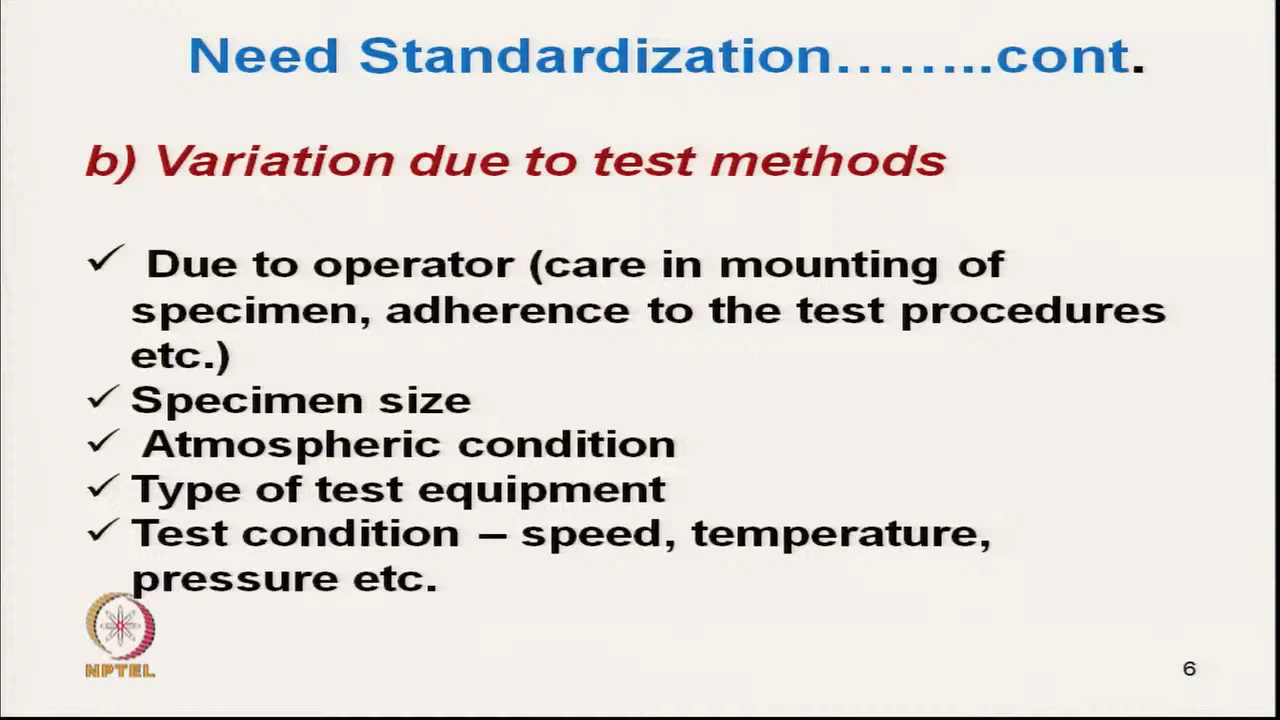 Need Standardization……..cont.
b) Variation due to test methods
✓ Due to operator (care in mounting of
specimen, adherence to the test procedures
etc.)
✓ Specimen size
✓ Atmospheric condition
✓ Type of test equipment
✓ Test condition – speed, temperature,
pressure etc.
NPTEL
6